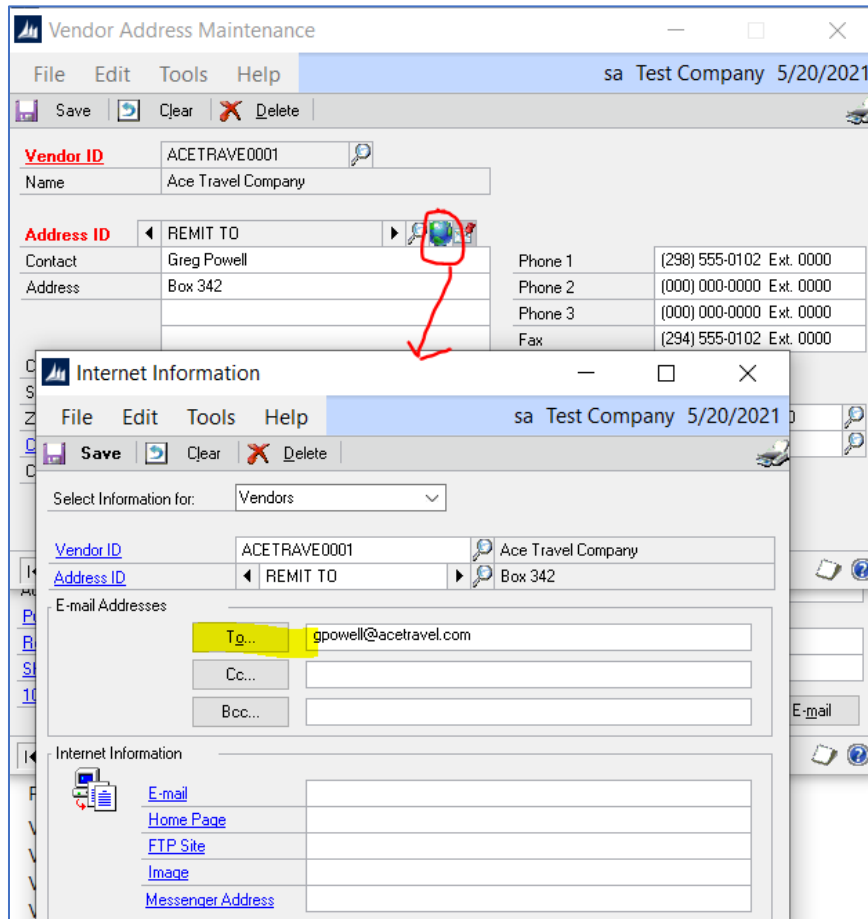 Vendor Address Maintenance
File Edit Tools Help sa Test Company 5/20/2021
Save Clear Delete
Vendor ID ACETRAVE0001
Name Ace Travel Company
Address ID REMIT TO
Contact Greg Powell Phone 1 (298) 555-0102 Ext. 0000
Address Box 342 Phone 2 (000) 000-0000 Ext. 0000
Phone 3 (000) 000-0000 Ext. 0000
Fax (294) 555-0102 Ext. 0000
Internet Information
File Edit Tools Help sa Test Company 5/20/2021
Save Clear Delete
Select Information for: Vendors
Vendor ID ACETRAVE0001 Ace Travel Company
Address ID REMIT TO Box 342
E-mail Addresses
To... gpowell@acetravel.com
Cc...
Bcc...
E-mail
Internet Information
E-mail
Home Page
FTP Site
Image
Messenger Address